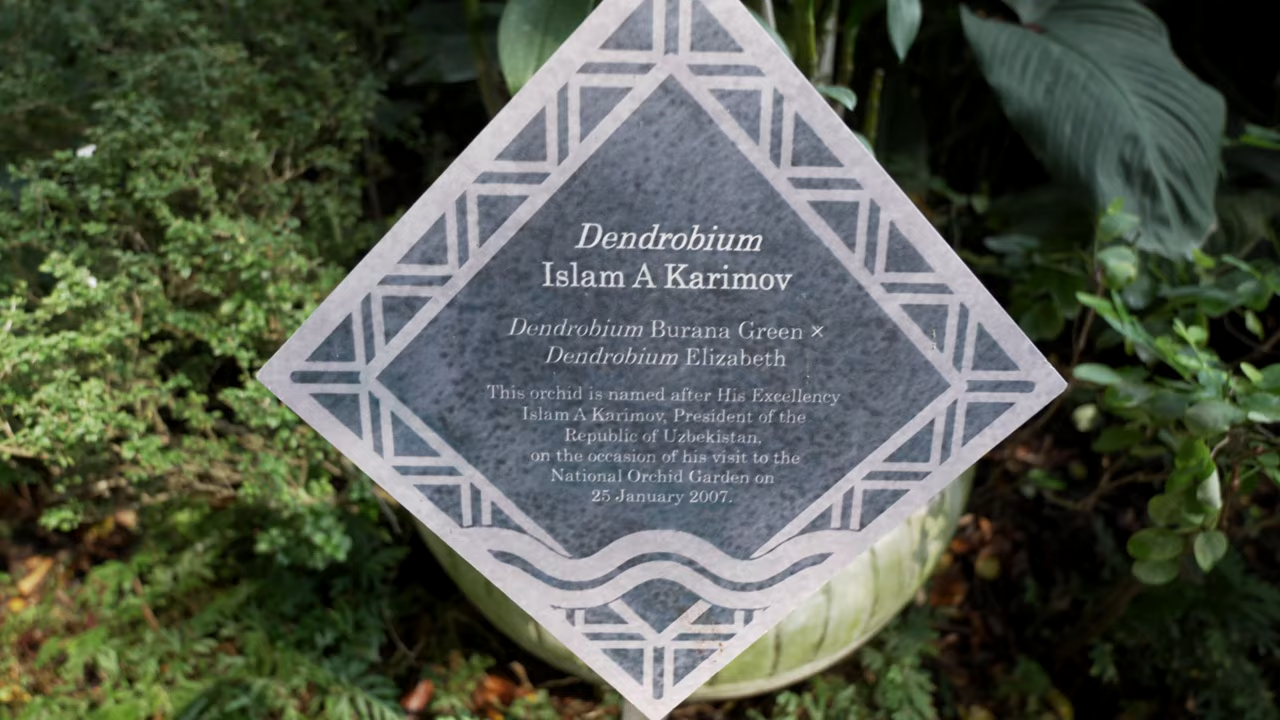 Dendrobium
Islam A Karimov
Dendrobium Burana Green ×
Dendrobium Elizabeth
This orchid is named after His Excellency
Islam A Karimov, President of the
Republic of Uzbekistan,
on the occasion of his visit to the
National Orchid Garden on
25 January 2007.